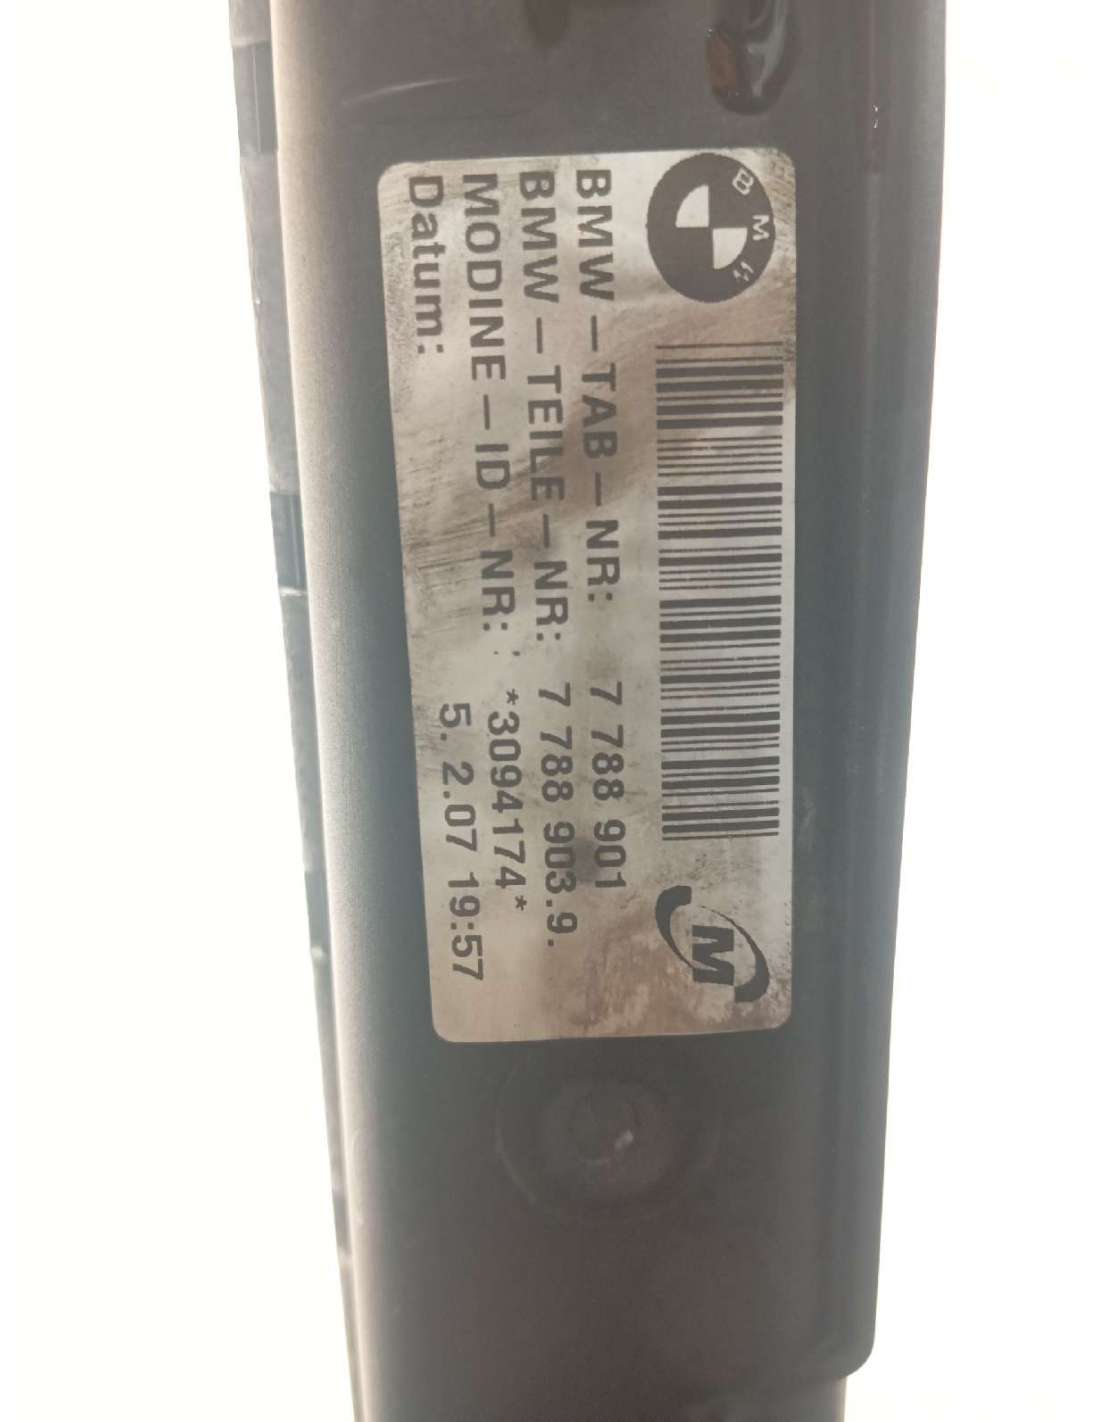 BMW
BMW-TAB-NR: 7 788 901
BMW-TEILE-NR: 7 788 903.9.
MODINE-ID-NR: *3094174*
Datum: 5. 2.07 19:57
M